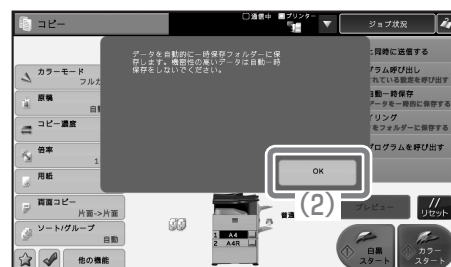 コピー
通信中
プリンター
ジョブ状況
データを自動的に一時保存フォルダーに保
存します。機密性の高いデータは自動一時
保存をしないでください。
OK
(2)
カラーモード
フルカ
原稿
自動
コピー濃度
倍率
1
用紙
両面コピー
片面->片面
ソート/グループ
自動
他の機能
と同時に送信する
グラム呼び出し
されている設定を呼び出す
自動一時保存
データを一時的に保存する
イリング
をフォルダーに保存する
プログラムを呼び出す
1 A4
2 A4R
普通
プレビュー
リセット
白黒
スタート
カラー
スタート